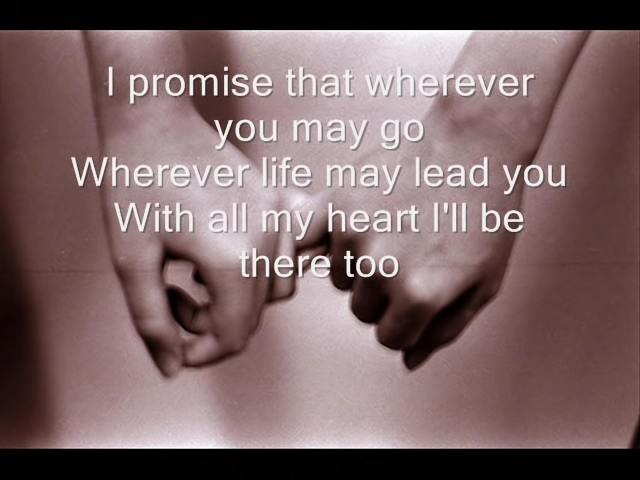 I promise that wherever
you may go
Wherever life may lead you
With all my heart I'll be
there too